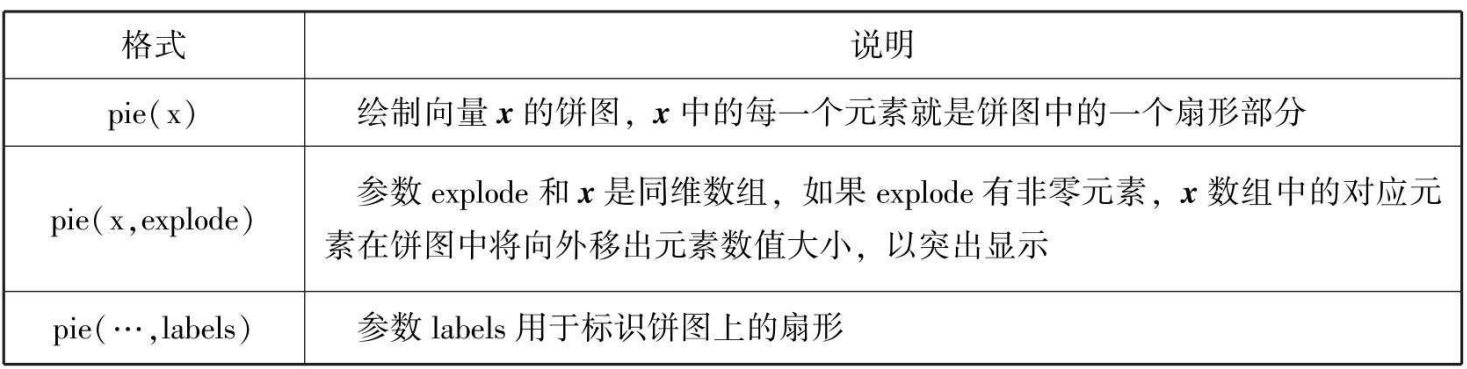 格式 说明
pie(x) 绘制向量 x 的饼图，x 中的每一个元素就是饼图中的一个扇形部分
参数 explode 和 x 是同维数组，如果 explode 有非零元素，x 数组中的对应元
pie(x,explode)
素在饼图中将向外移出元素数值大小，以突出显示
pie(…,labels) 参数 labels 用于标识饼图上的扇形